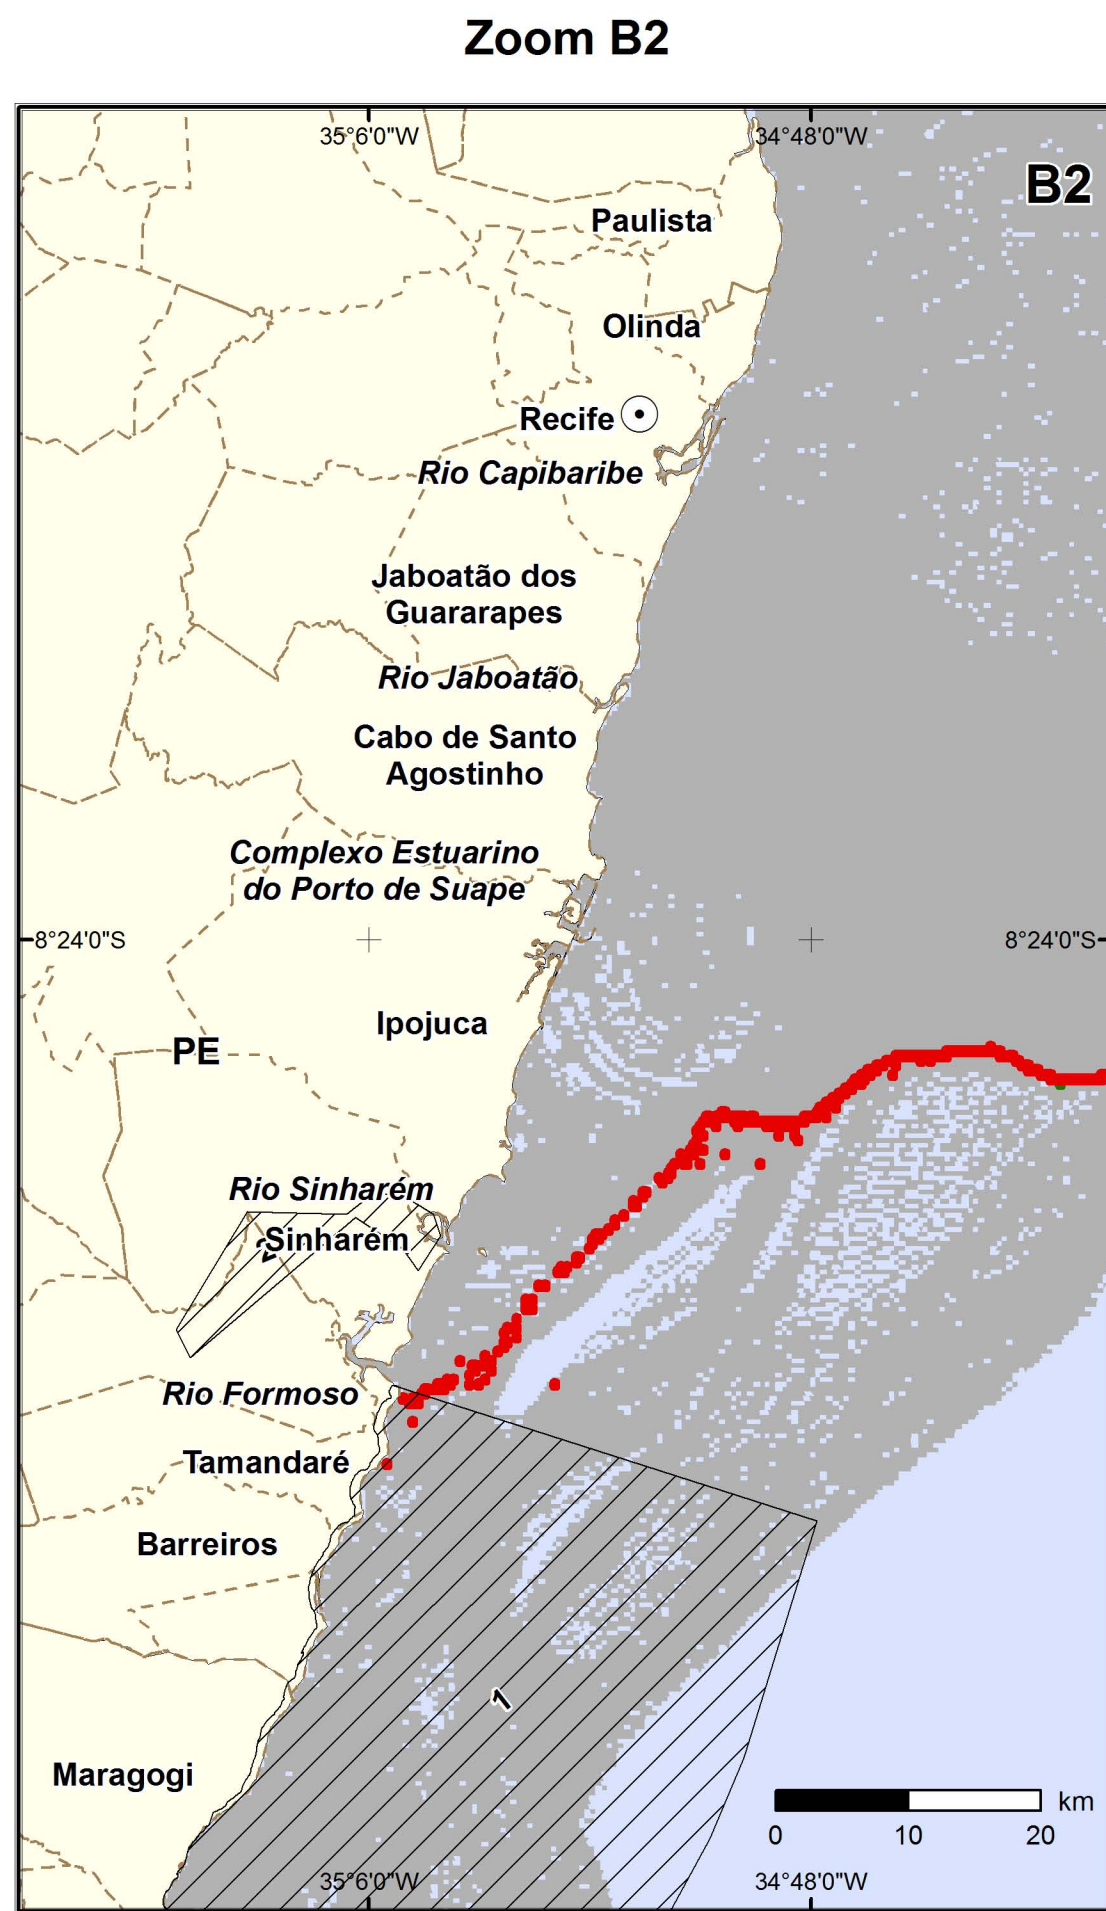 Zoom B2
35°6'0"W
34°48'0"W
B2
Paulista
Olinda
Recife
Rio Capibaribe
Jaboatão dos
Guararapes
Rio Jaboatão
Cabo de Santo
Agostinho
Complexo Estuarino
do Porto de Suape
8°24'0"S
8°24'0"S
Ipojuca
PE
Rio Sinharém
Sinharém
Rio Formoso
Tamandaré
Barreiros
1
Maragogi
km
0
10
20
35°6'0"W
34°48'0"W